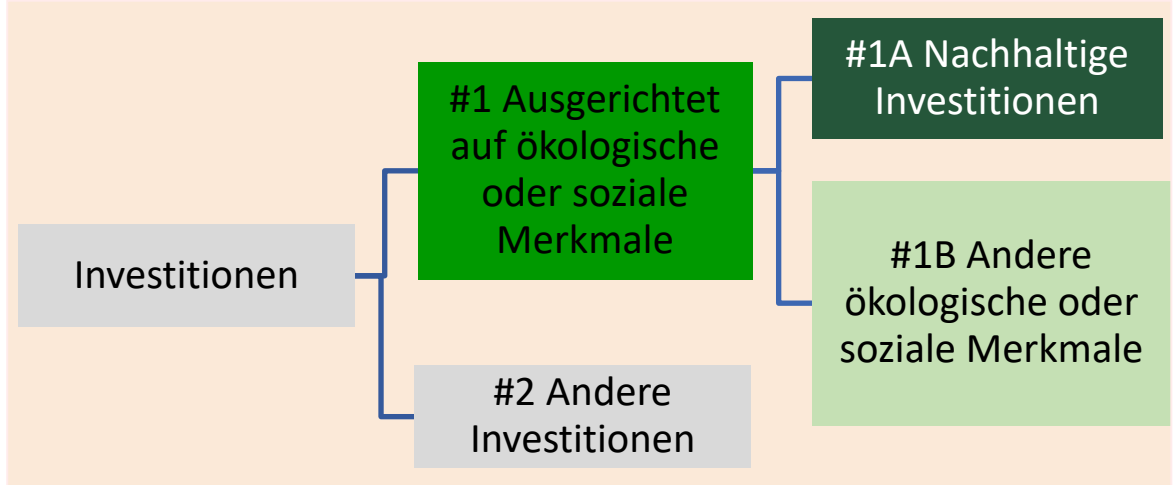 Investitionen
#1 Ausgerichtet
auf ökologische
oder soziale
Merkmale
#2 Andere
Investitionen
#1A Nachhaltige
Investitionen
#1B Andere
ökologische oder
soziale Merkmale